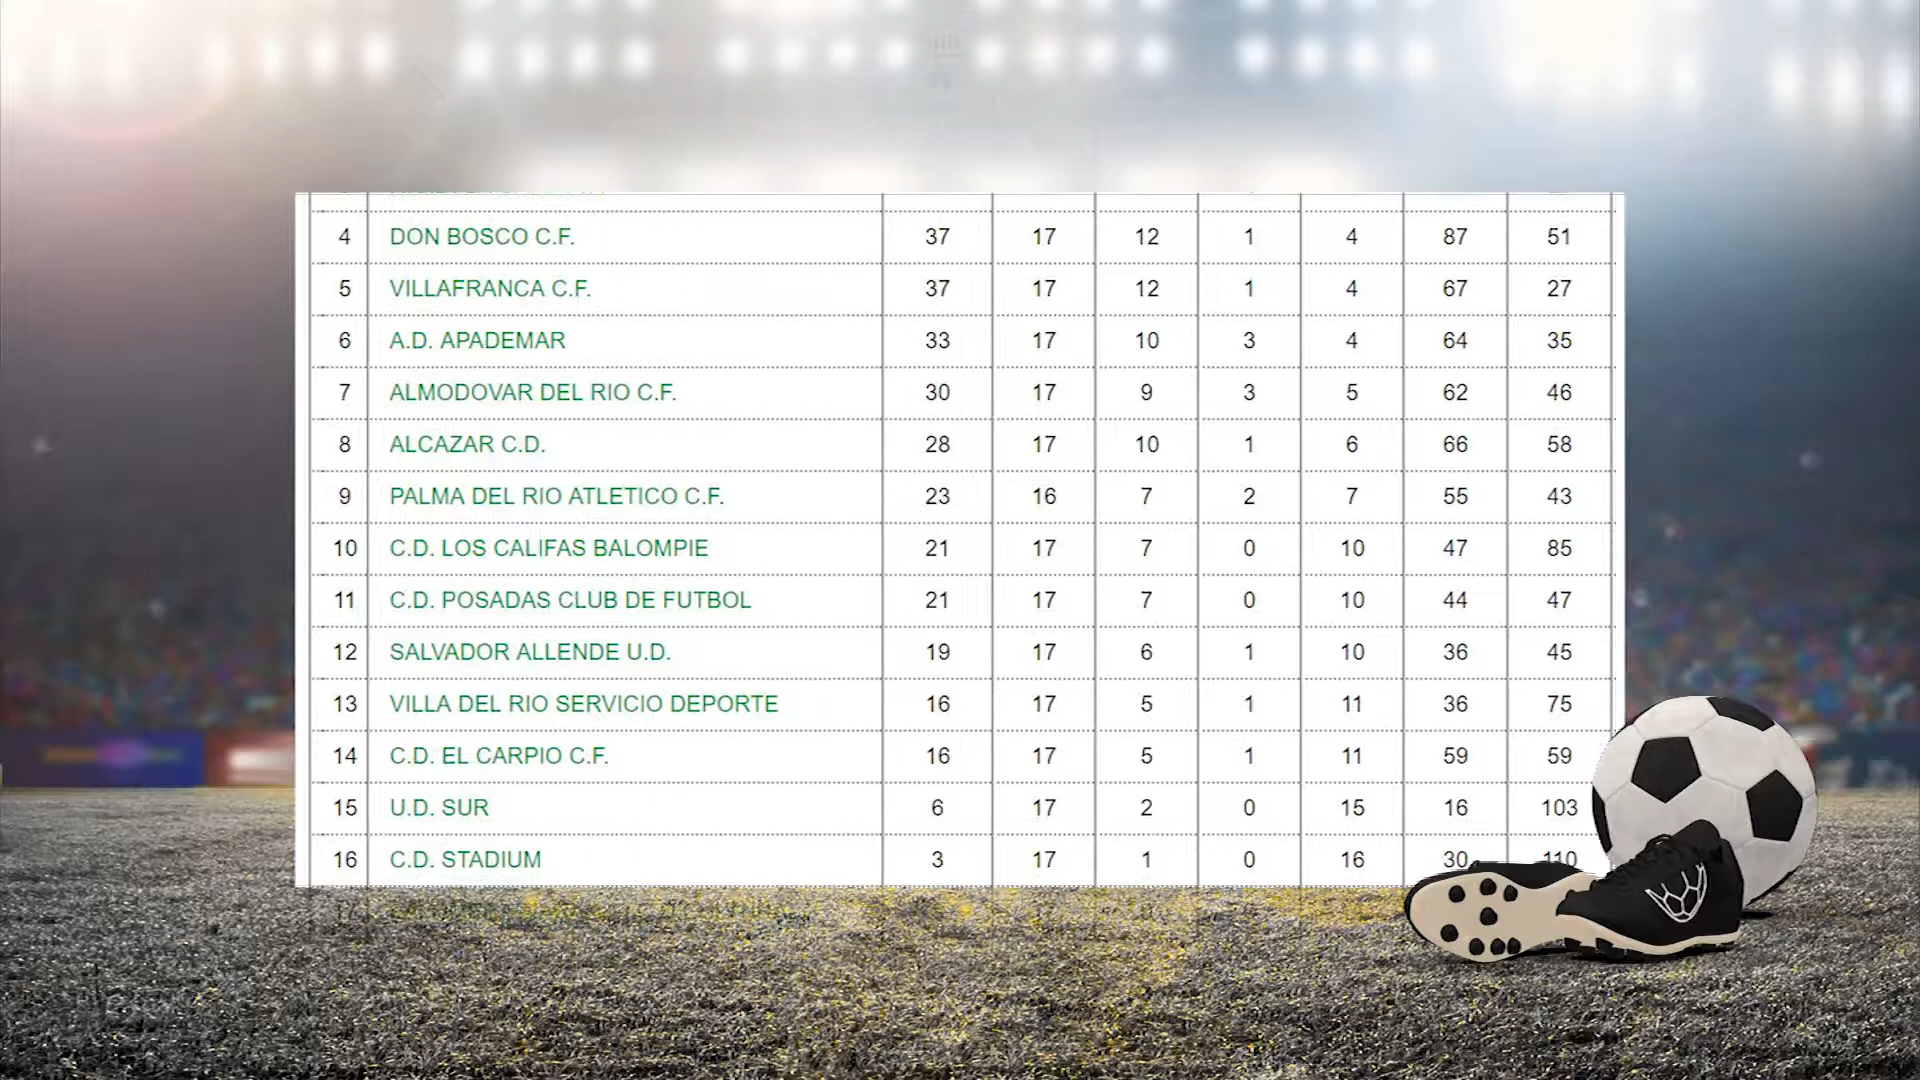 4 DON BOSCO C.F. 37 17 12 1 4 87 51
5 VILLAFRANCA C.F. 37 17 12 1 4 67 27
6 A.D. APADEMAR 33 17 10 3 4 64 35
7 ALMODOVAR DEL RIO C.F. 30 17 9 3 5 62 46
8 ALCAZAR C.D. 28 17 10 1 6 66 58
9 PALMA DEL RIO ATLETICO C.F. 23 16 7 2 7 55 43
10 C.D. LOS CALIFAS BALOMPIE 21 17 7 0 10 47 85
11 C.D. POSADAS CLUB DE FUTBOL 21 17 7 0 10 44 47
12 SALVADOR ALLENDE U.D. 19 17 6 1 10 36 45
13 VILLA DEL RIO SERVICIO DEPORTE 16 17 5 1 11 36 75
14 C.D. EL CARPIO C.F. 16 17 5 1 11 59 59
15 U.D. SUR 6 17 2 0 15 16 103
16 C.D. STADIUM 3 17 1 0 16 30 110